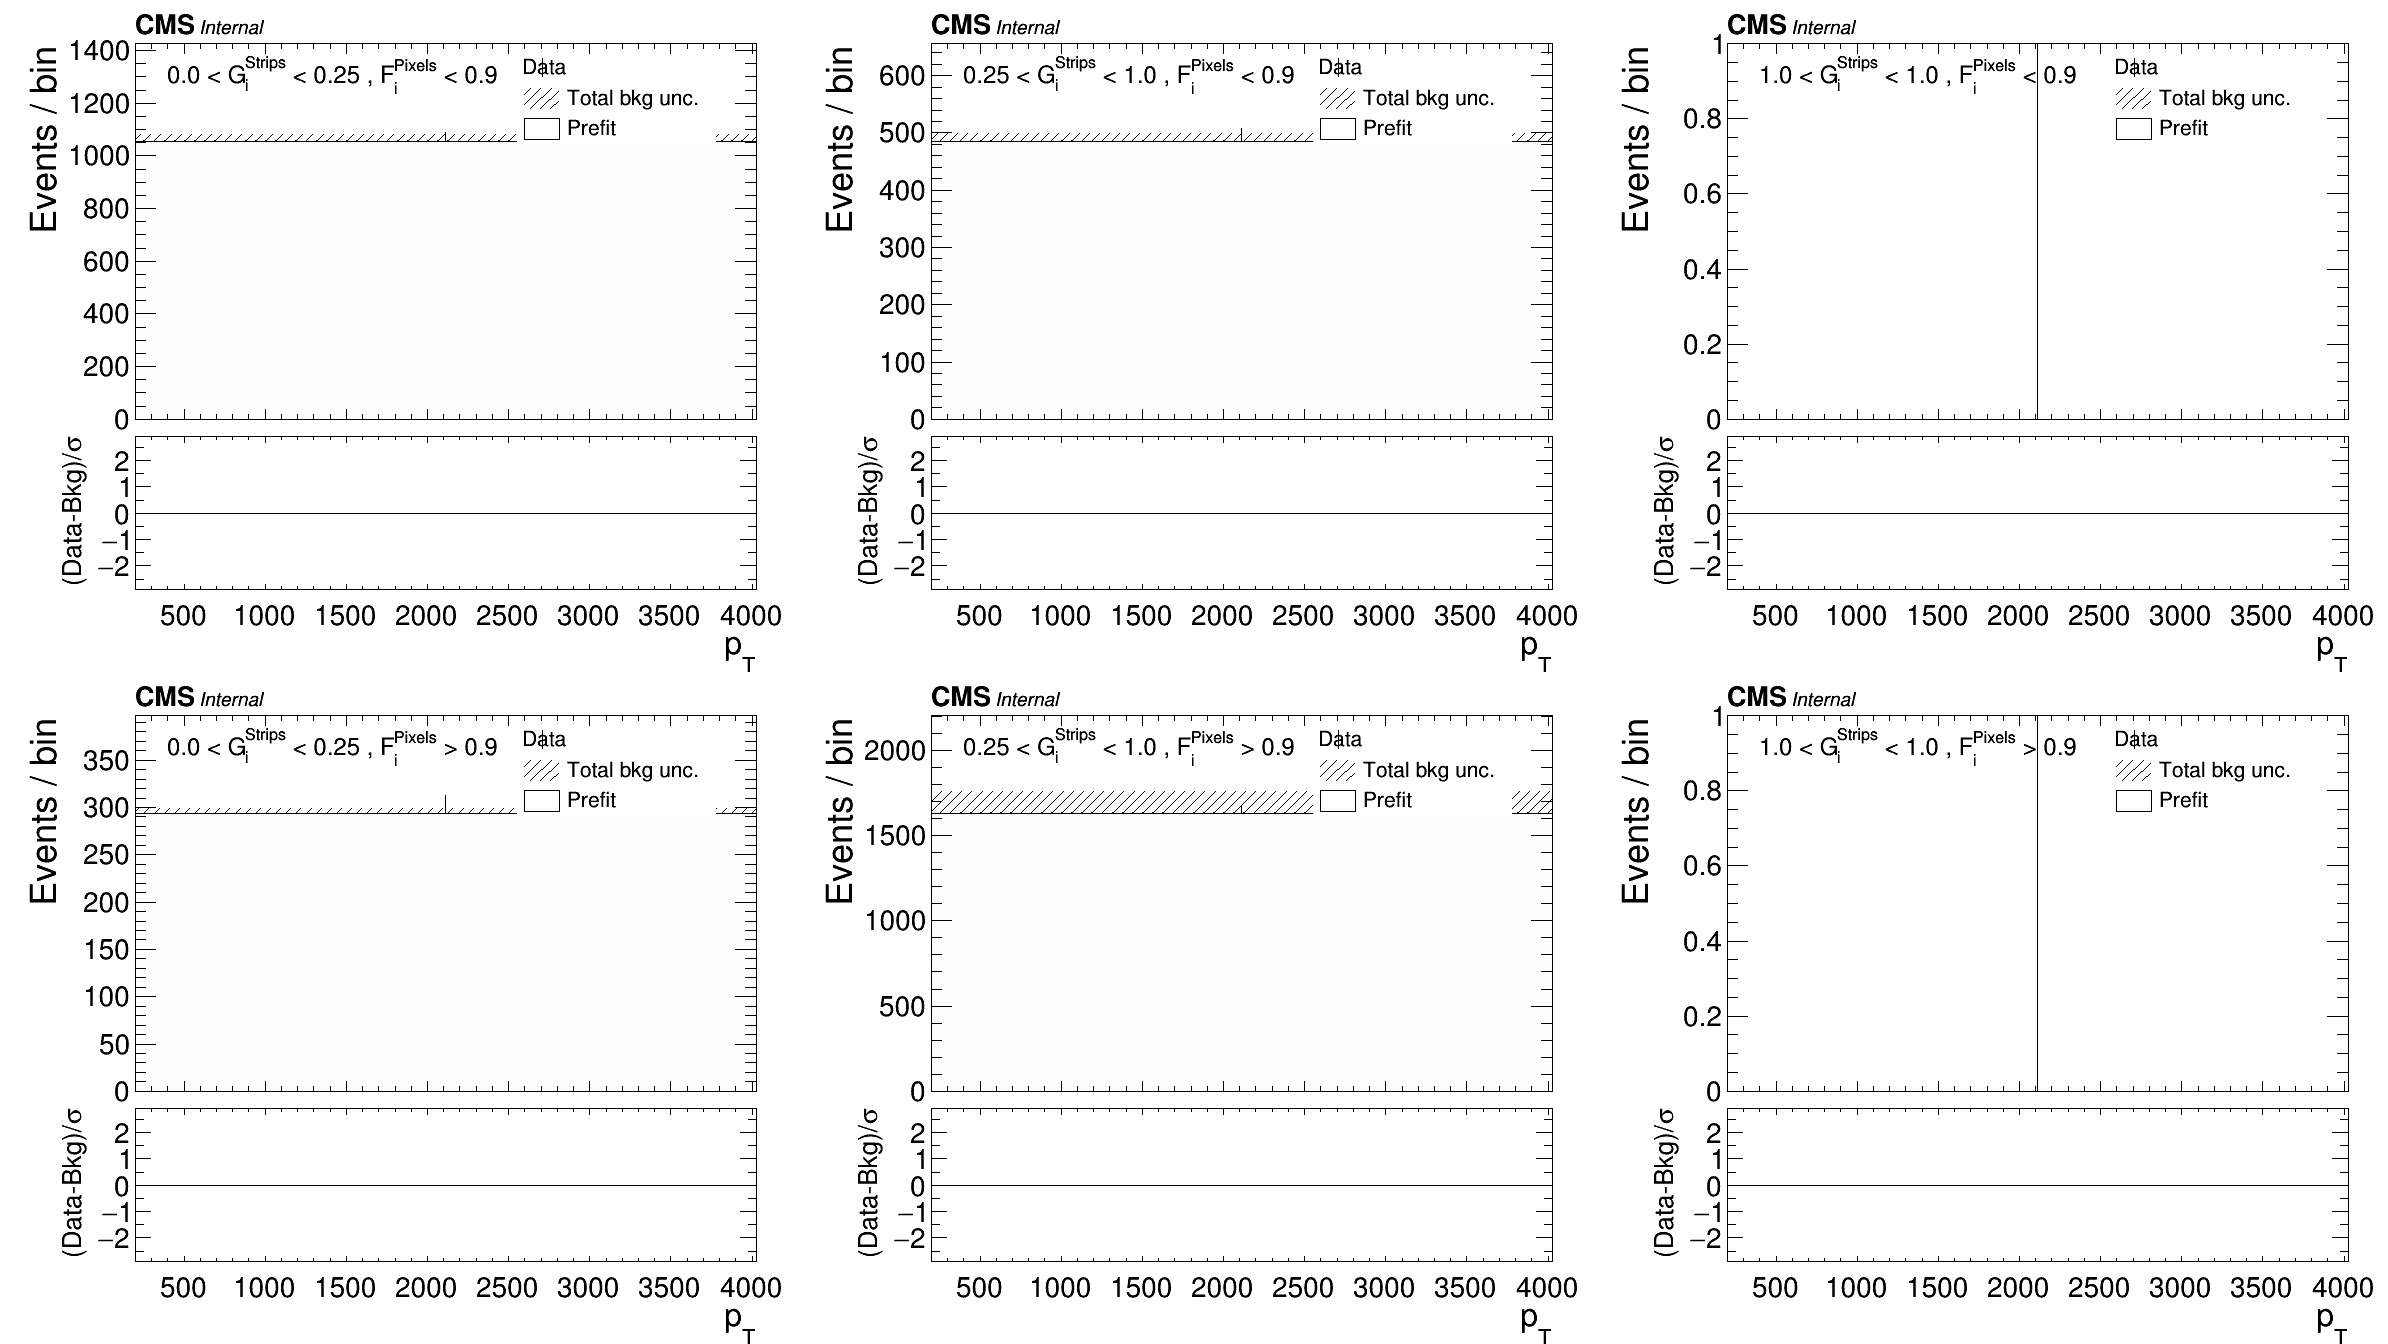 CMS Internal
Events / bin
1400
1200
1000
800
600
400
200
0
0.0 < G_i^Strips < 0.25 , F_i^Pixels < 0.9
Data
Total bkg unc.
Prefit
(Data-Bkg)/σ
2
1
0
−1
−2
500 1000 1500 2000 2500 3000 3500 4000
p_T
CMS Internal
Events / bin
600
500
400
300
200
100
0
0.25 < G_i^Strips < 1.0 , F_i^Pixels < 0.9
Data
Total bkg unc.
Prefit
(Data-Bkg)/σ
2
1
0
−1
−2
500 1000 1500 2000 2500 3000 3500 4000
p_T
CMS Internal
Events / bin
1
0.8
0.6
0.4
0.2
0
1.0 < G_i^Strips < 1.0 , F_i^Pixels < 0.9
Data
Total bkg unc.
Prefit
(Data-Bkg)/σ
2
1
0
−1
−2
500 1000 1500 2000 2500 3000 3500 4000
p_T
CMS Internal
Events / bin
350
300
250
200
150
100
50
0
0.0 < G_i^Strips < 0.25 , F_i^Pixels > 0.9
Data
Total bkg unc.
Prefit
(Data-Bkg)/σ
2
1
0
−1
−2
500 1000 1500 2000 2500 3000 3500 4000
p_T
CMS Internal
Events / bin
2000
1500
1000
500
0
0.25 < G_i^Strips < 1.0 , F_i^Pixels > 0.9
Data
Total bkg unc.
Prefit
(Data-Bkg)/σ
2
1
0
−1
−2
500 1000 1500 2000 2500 3000 3500 4000
p_T
CMS Internal
Events / bin
1
0.8
0.6
0.4
0.2
0
1.0 < G_i^Strips < 1.0 , F_i^Pixels > 0.9
Data
Total bkg unc.
Prefit
(Data-Bkg)/σ
2
1
0
−1
−2
500 1000 1500 2000 2500 3000 3500 4000
p_T